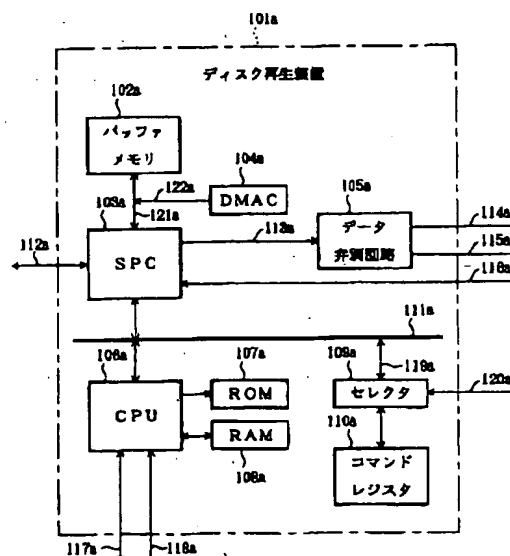 101a
ディスク再生装置
102a
バッファ
メモリ
104a
122a
DMAC
103a
121a
105a
データ
弁調回路
114a
115a
113a
112a
SPC
116a
111a
106a
107a
109a
119a
CPU
ROM
セレクタ
120a
RAM
110a
108a
コマンド
レジスタ
117a
118a